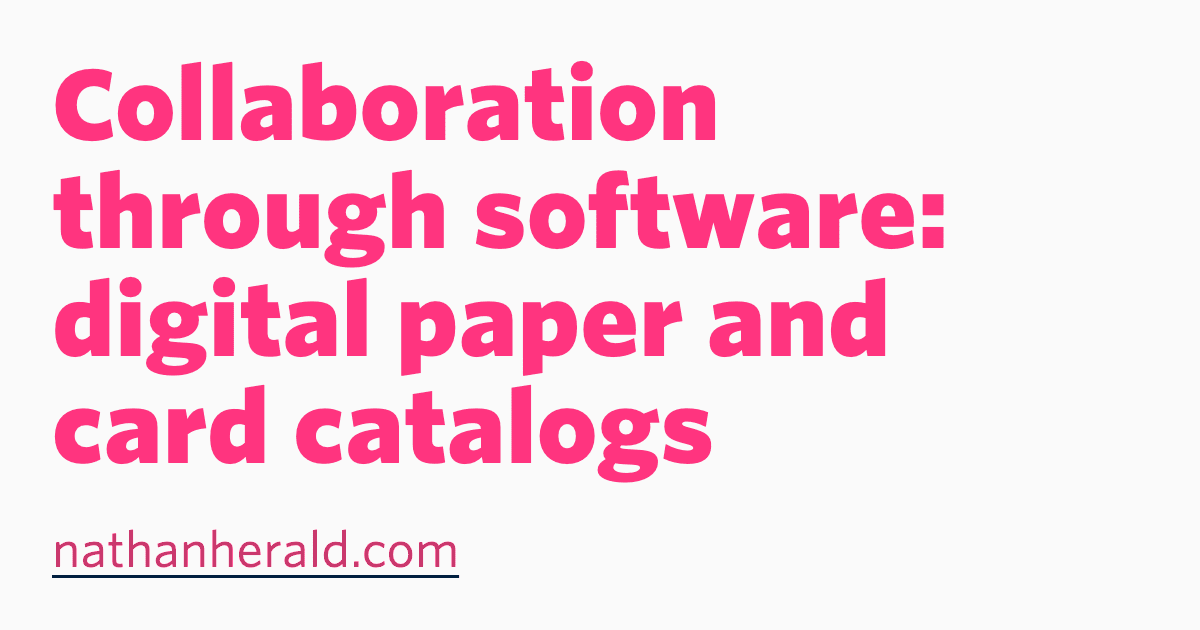 Collaboration
through software:
digital paper and
card catalogs
nathanherald.com